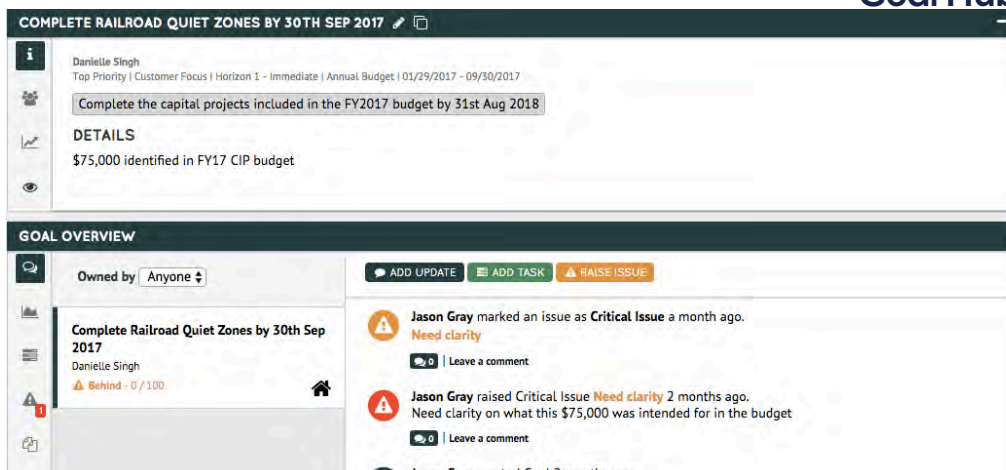 Goal Hub
COMPLETE RAILROAD QUIET ZONES BY 30TH SEP 2017
Danielle Singh
Top Priority | Customer Focus | Horizon 1 - Immediate | Annual Budget | 01/29/2017 - 09/30/2017
Complete the capital projects included in the FY2017 budget by 31st Aug 2018
DETAILS
$75,000 identified in FY17 CIP budget
GOAL OVERVIEW
Owned by Anyone
ADD UPDATE ADD TASK RAISE ISSUE
Complete Railroad Quiet Zones by 30th Sep
2017
Danielle Singh
Behind - 0 / 100
1
Jason Gray marked an issue as Critical Issue a month ago.
Need clarity
0 | Leave a comment
Jason Gray raised Critical Issue Need clarity 2 months ago.
Need clarity on what this $75,000 was intended for in the budget
0 | Leave a comment